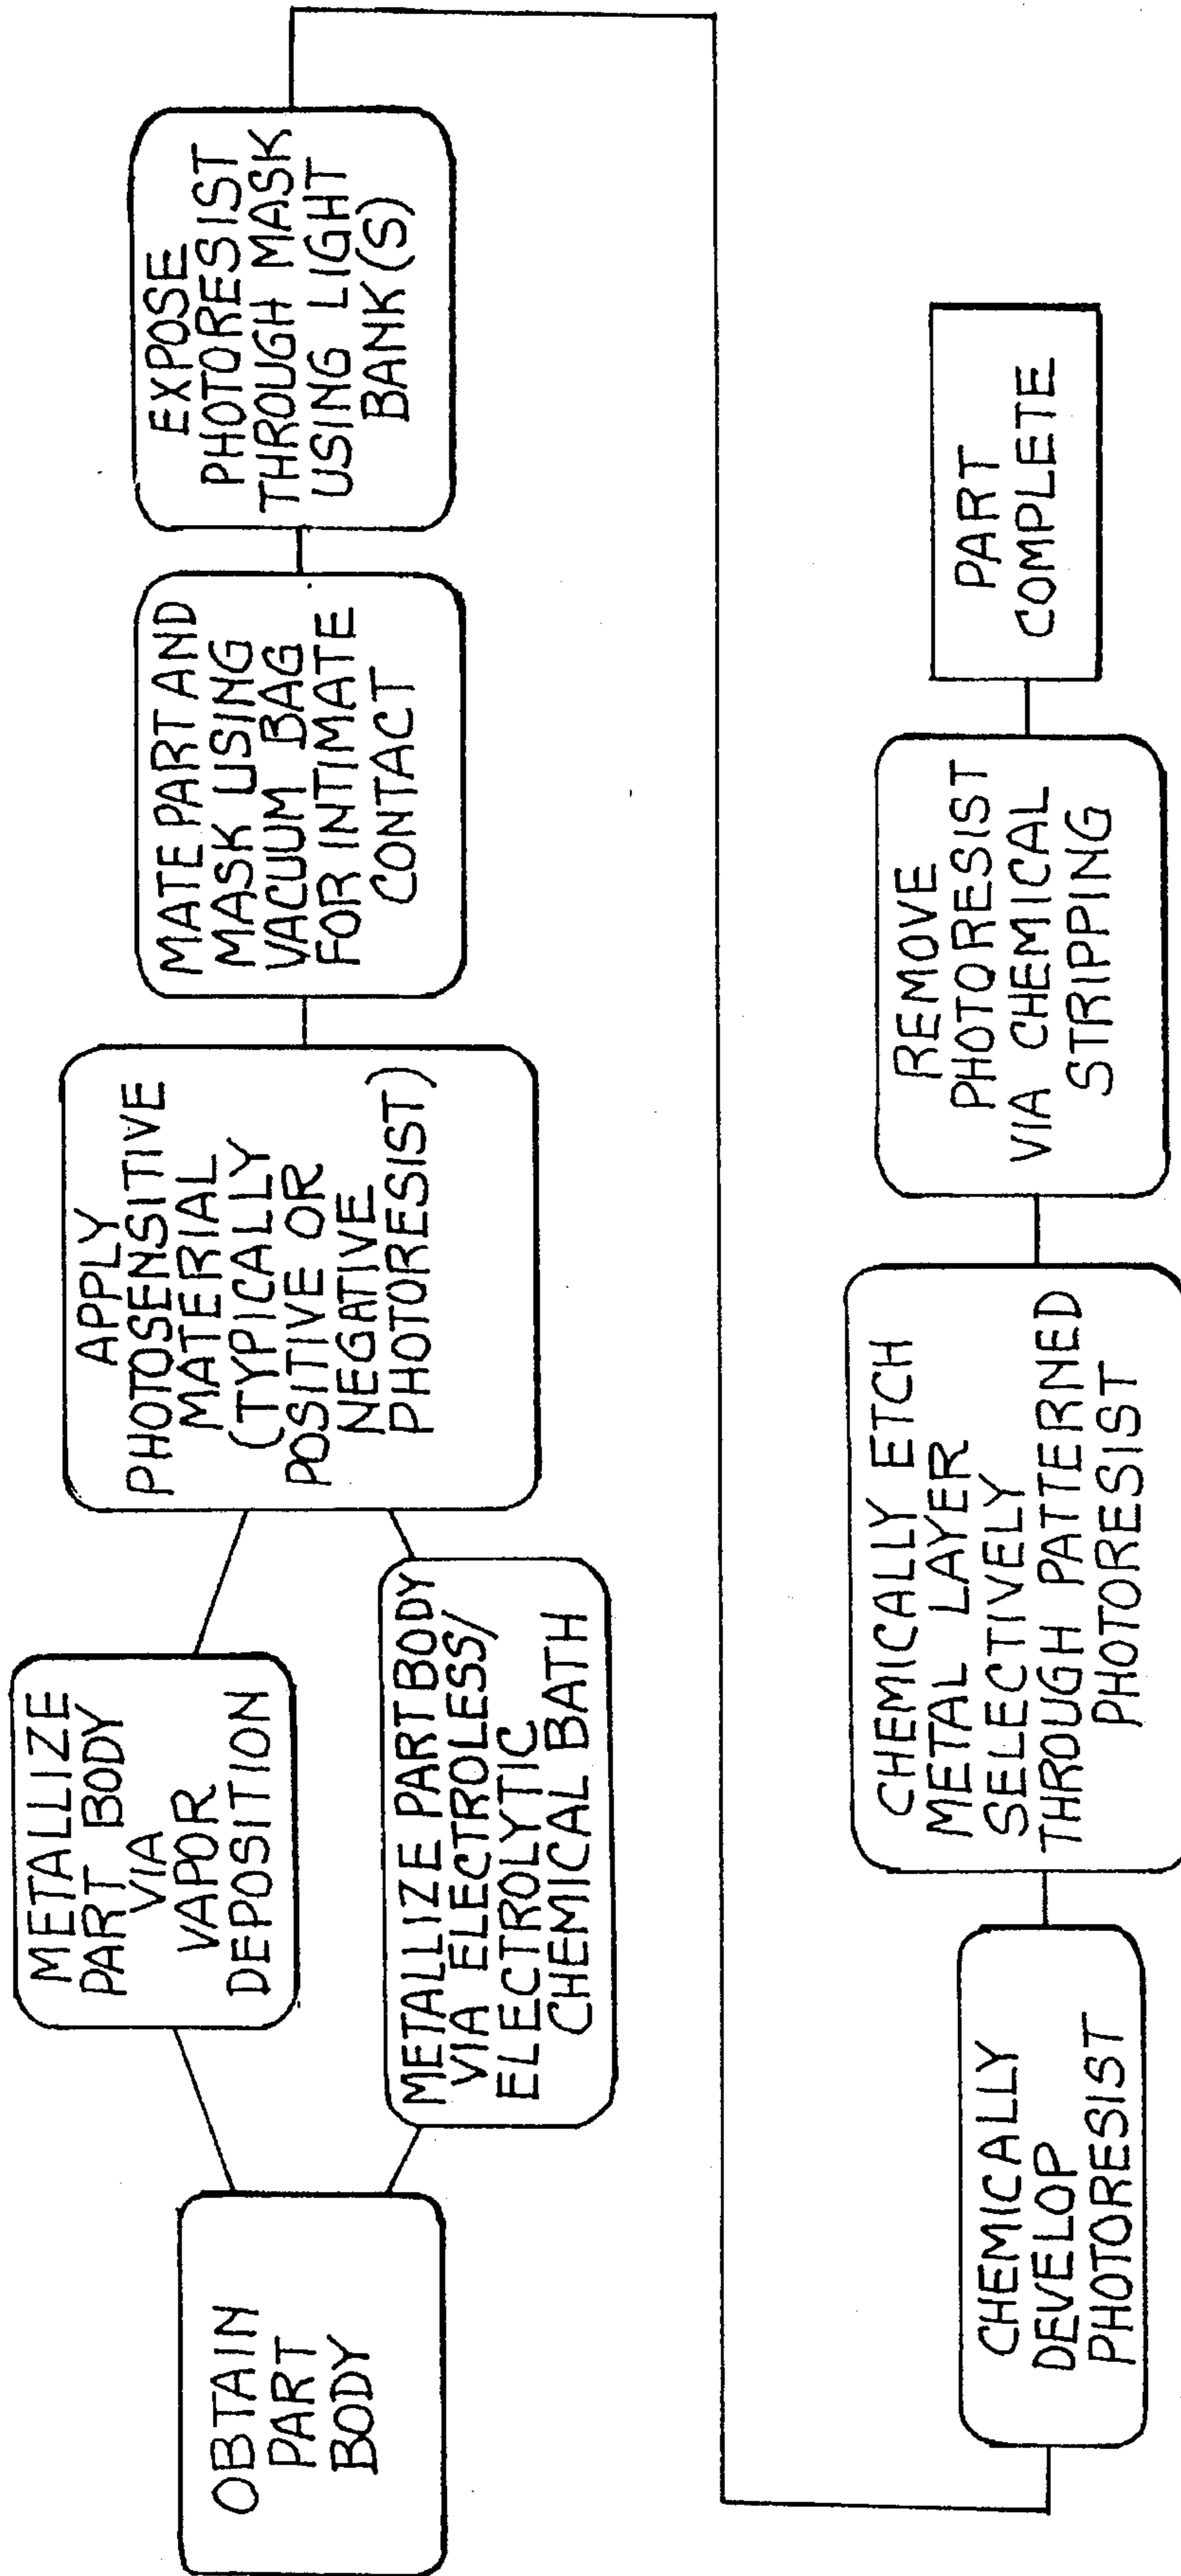 OBTAIN
PART
BODY
METALLIZE
PART BODY
VIA
VAPOR
DEPOSITION
METALLIZE PART BODY
VIA ELECTROLESS/
ELECTROLYTIC
CHEMICAL BATH
APPLY
PHOTOSENSITIVE
MATERIAL
(TYPICALLY
POSITIVE OR
NEGATIVE
PHOTORESIST)
MATE PART AND
MASK USING
VACUUM BAG
FOR INTIMATE
CONTACT
EXPOSE
PHOTORESIST
THROUGH MASK
USING LIGHT
BANK(S)
CHEMICALLY
DEVELOP
PHOTORESIST
CHEMICALLY ETCH
METAL LAYER
SELECTIVELY
THROUGH PATTERNED
PHOTORESIST
REMOVE
PHOTORESIST
VIA CHEMICAL
STRIPPING
PART
COMPLETE